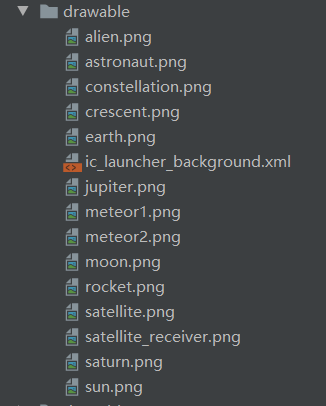 drawable
alien.png
astronaut.png
constellation.png
crescent.png
earth.png
ic_launcher_background.xml
jupiter.png
meteor1.png
meteor2.png
moon.png
rocket.png
satellite.png
satellite_receiver.png
saturn.png
sun.png